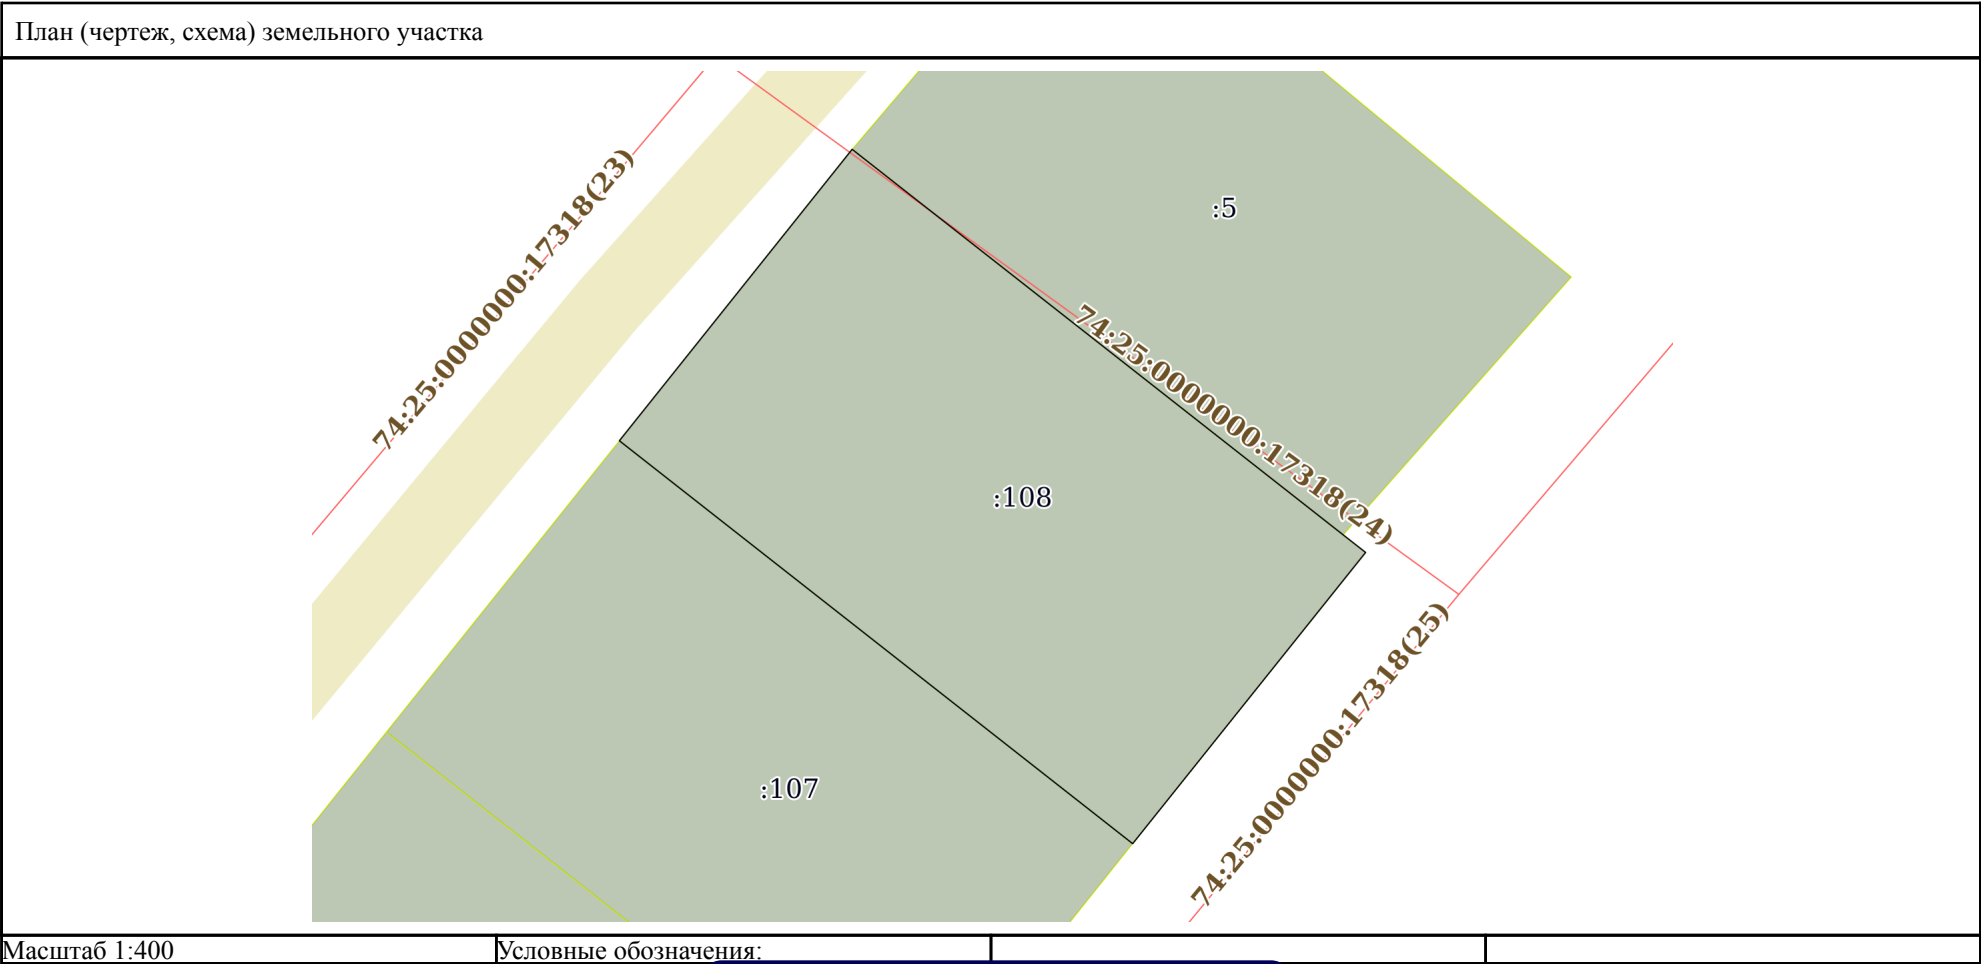 План (чертеж, схема) земельного участка
74:25:0000000:17318(23)
:5
74:25:0000000:17318(24)
:108
74:25:0000000:17318(25)
:107
Масштаб 1:400
Условные обозначения: